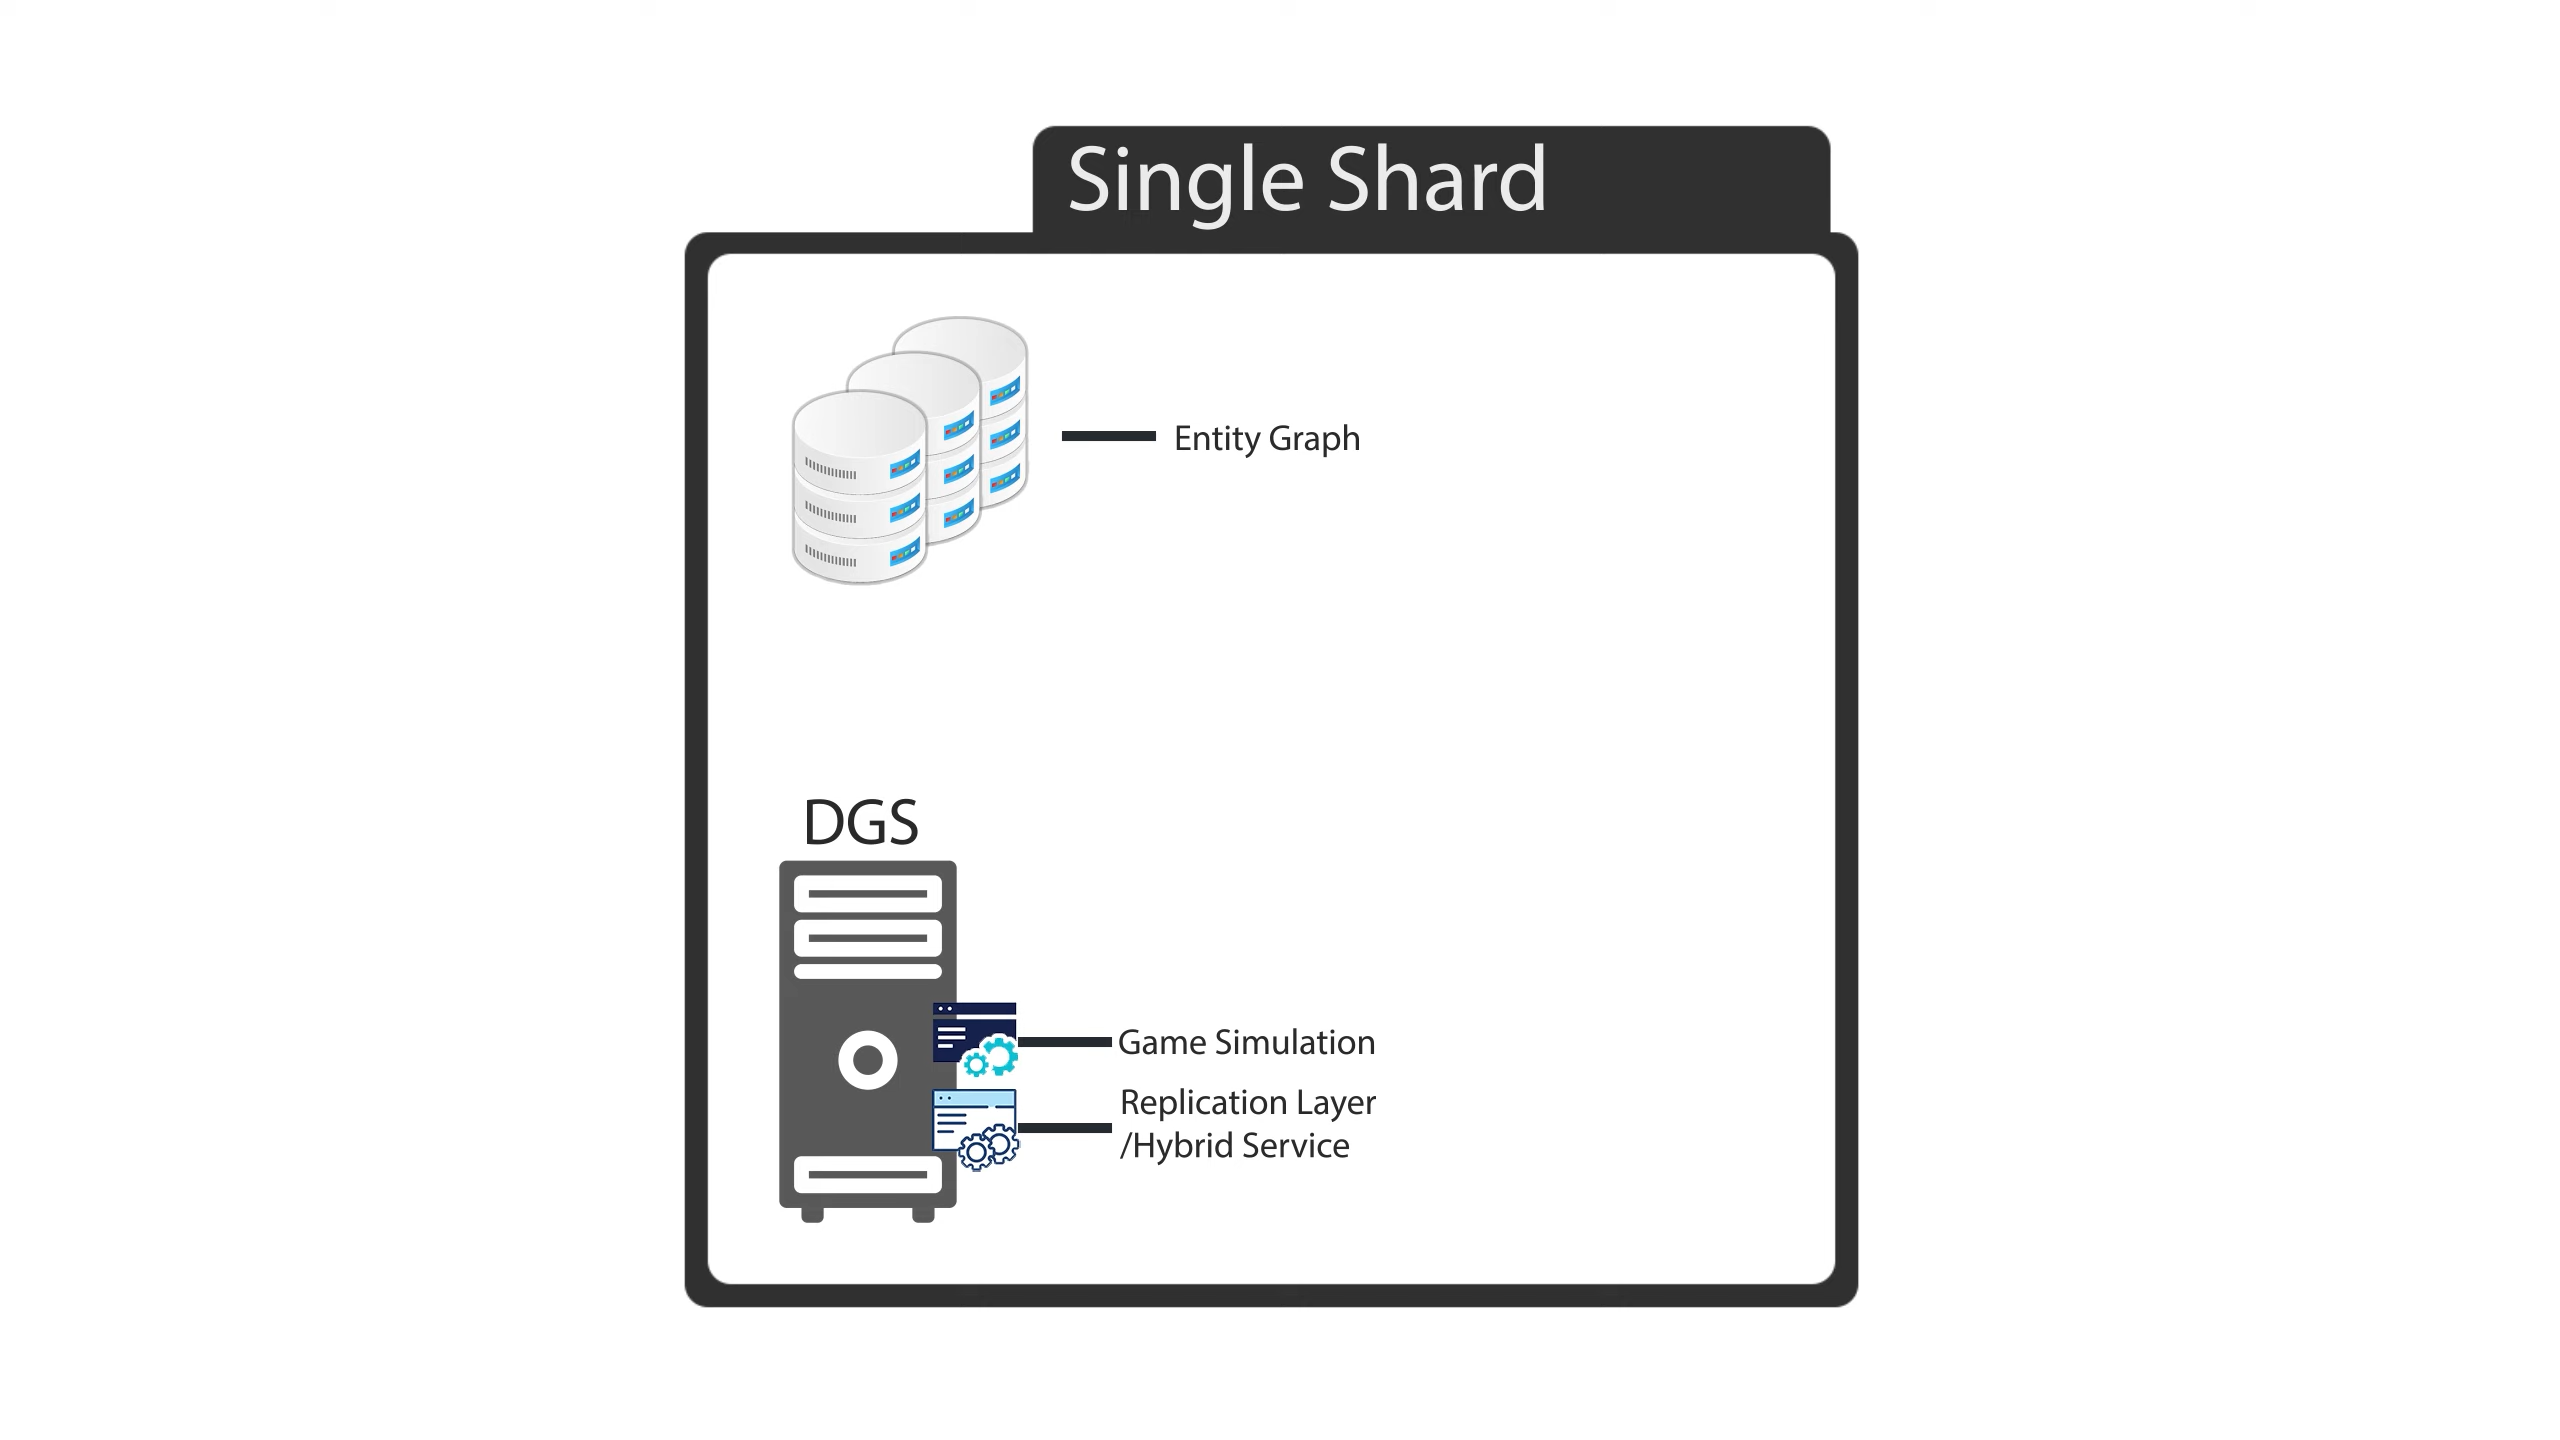 Single Shard
Entity Graph
DGS
Game Simulation
Replication Layer
/Hybrid Service